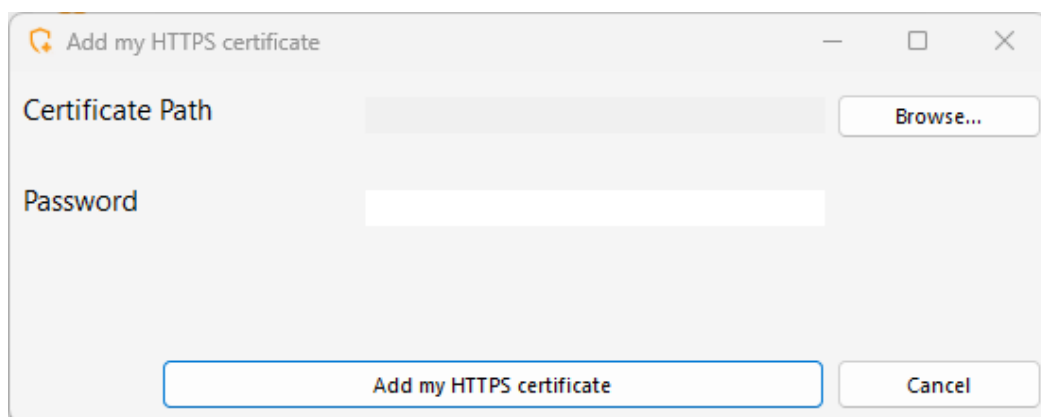 Add my HTTPS certificate
Certificate Path
Browse...
Password
Add my HTTPS certificate
Cancel